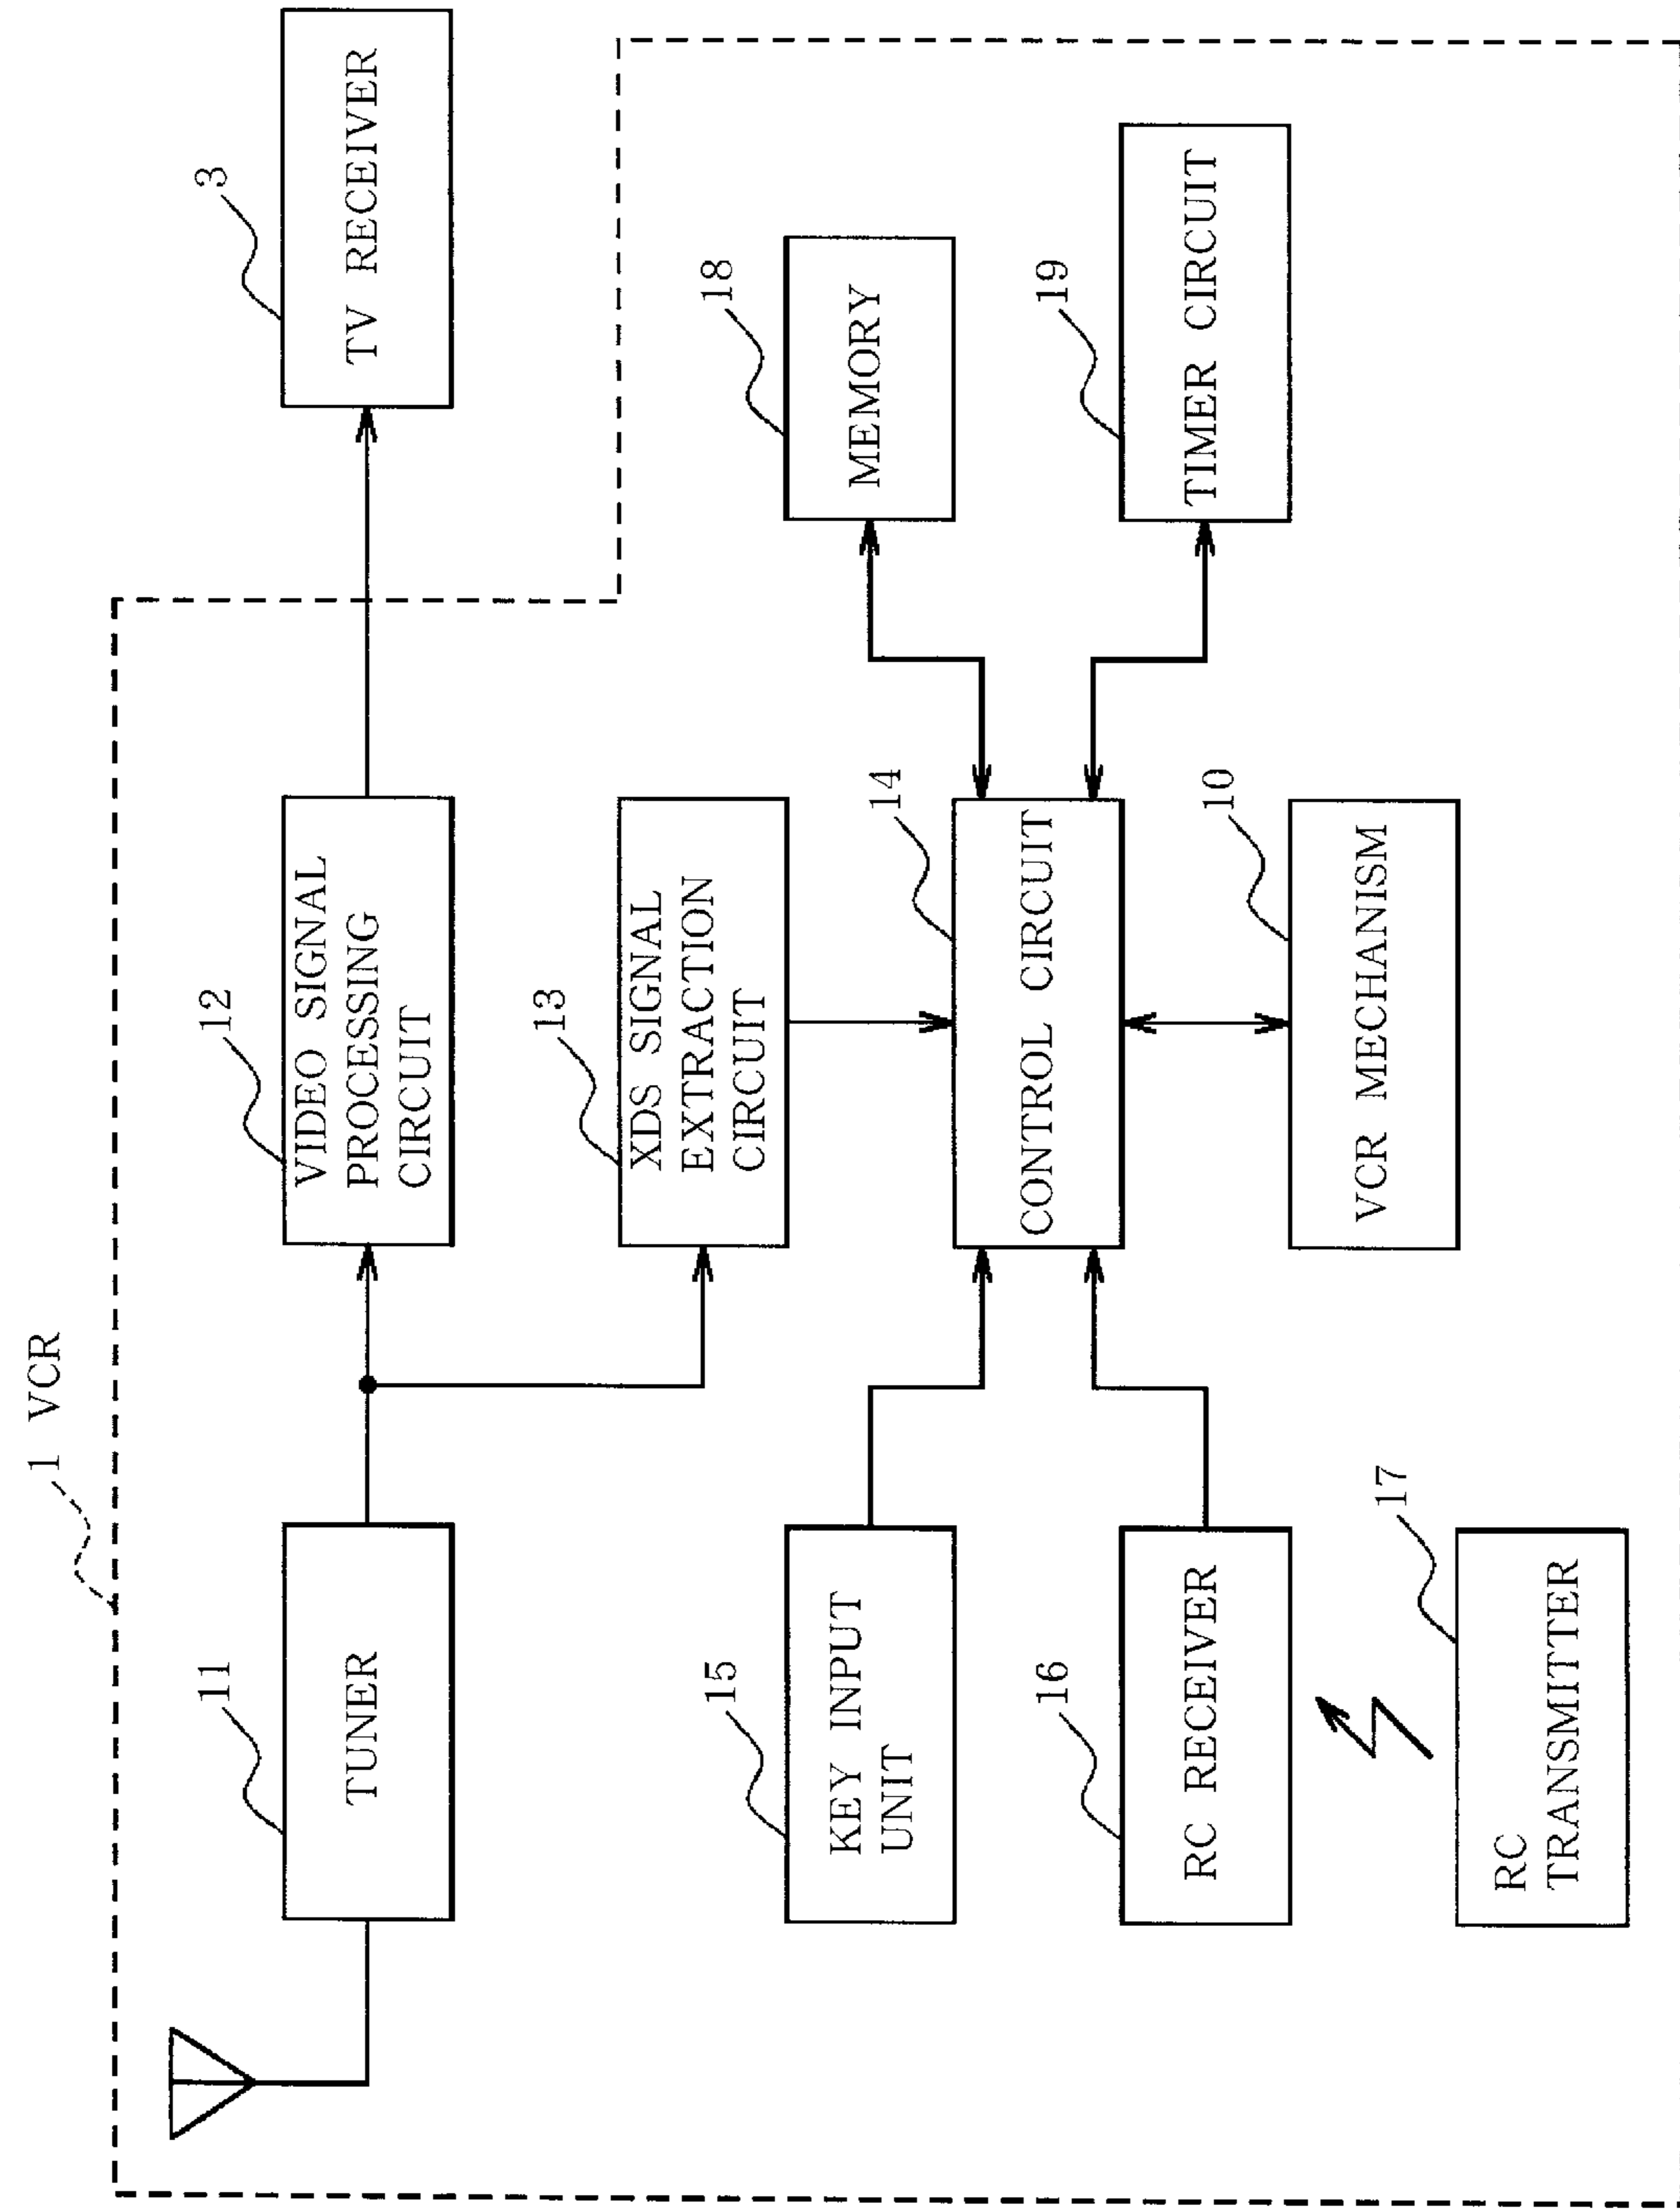 1 VCR
11
TUNER
12
VIDEO SIGNAL
PROCESSING
CIRCUIT
3
TV RECEIVER
13
XDS SIGNAL
EXTRACTION
CIRCUIT
15
KEY INPUT
UNIT
14
CONTROL CIRCUIT
18
MEMORY
16
RC RECEIVER
10
VCR MECHANISM
19
TIMER CIRCUIT
17
RC
TRANSMITTER